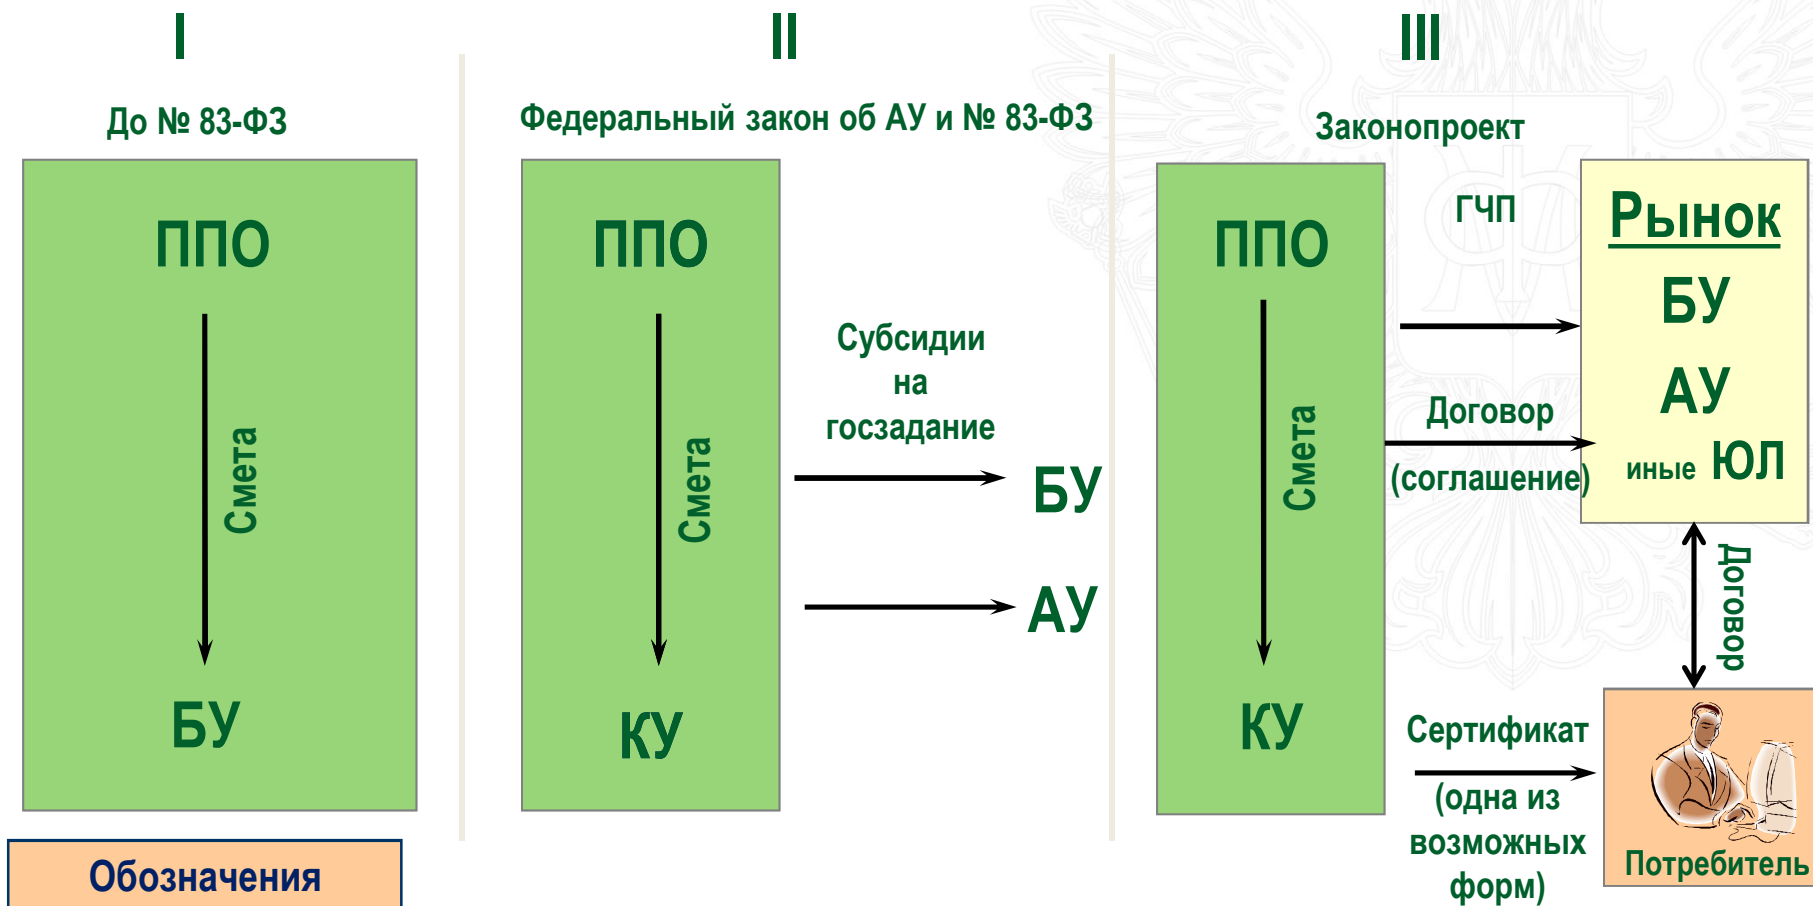 I
До № 83-ФЗ
ППО
Смета
БУ
Обозначения
II
Федеральный закон об АУ и № 83-ФЗ
ППО
Смета
КУ
Субсидии
на
госзадание
БУ
АУ
III
Законопроект
ППО
Смета
КУ
ГЧП
Договор
(соглашение)
Рынок
БУ
АУ
иные ЮЛ
Договор
Сертификат
(одна из
возможных
форм)
Потребитель